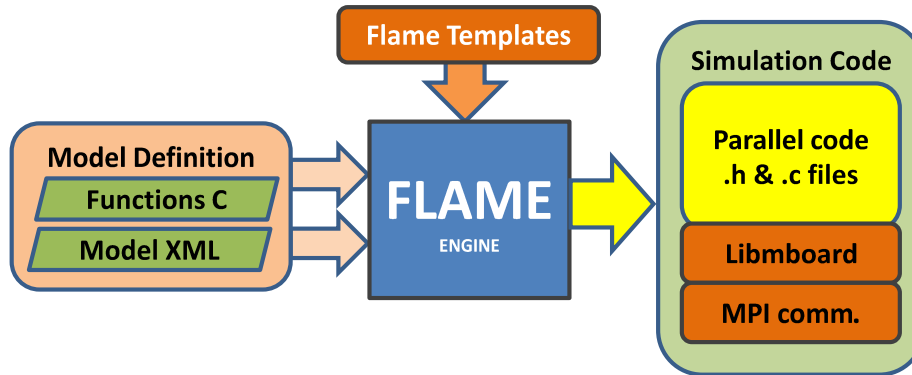 Flame Templates
Model Definition
Functions C
Model XML
FLAME
ENGINE
Simulation Code
Parallel code
.h & .c files
Libmboard
MPI comm.